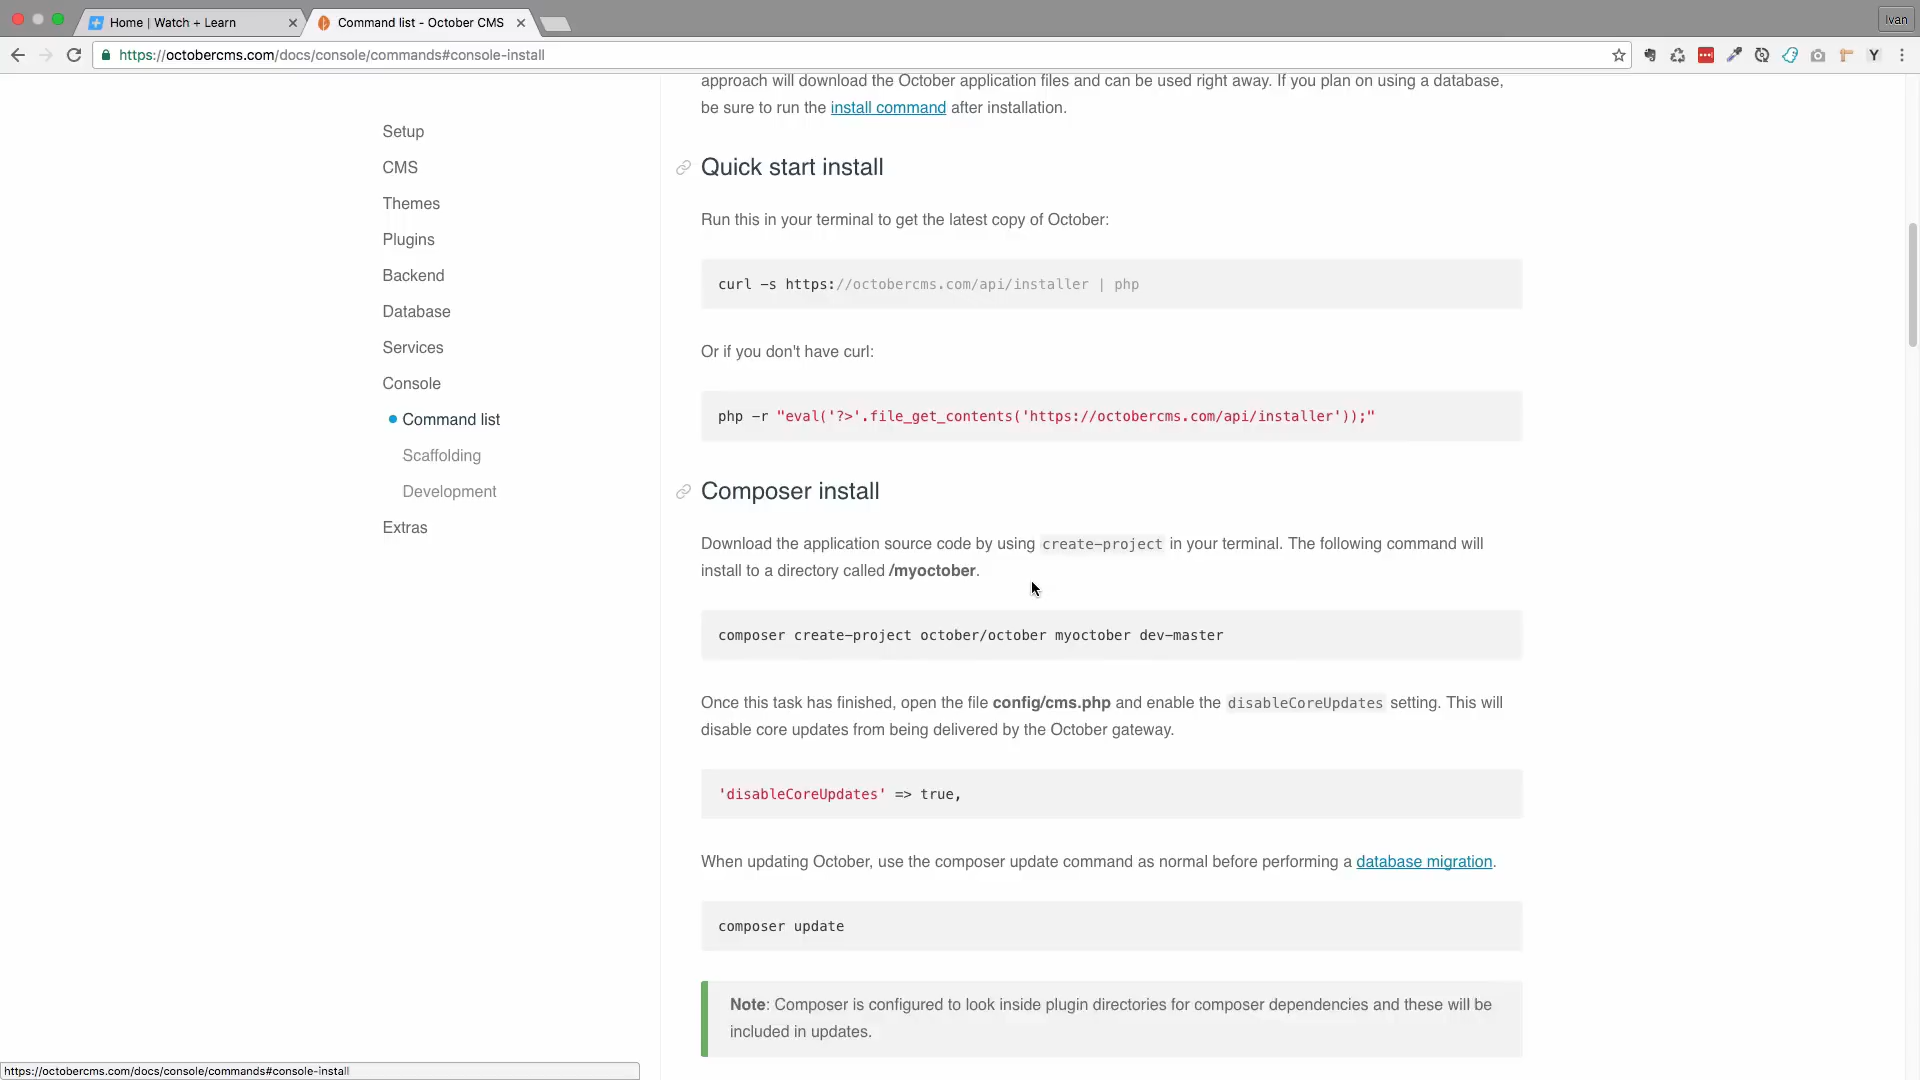 Home | Watch + Learn
Command list - October CMS
Ivan
https://octobercms.com/docs/console/commands#console-install
Y
Setup
CMS
Themes
Plugins
Backend
Database
Services
Console
Command list
Scaffolding
Development
Extras
approach will download the October application files and can be used right away. If you plan on using a database,
be sure to run the install command after installation.
Quick start install
Run this in your terminal to get the latest copy of October:
curl -s https://octobercms.com/api/installer | php
Or if you don't have curl:
php -r "eval('?>'.file_get_contents('https://octobercms.com/api/installer'));"
Composer install
Download the application source code by using create-project in your terminal. The following command will
install to a directory called /myoctober.
composer create-project october/october myoctober dev-master
Once this task has finished, open the file config/cms.php and enable the disableCoreUpdates setting. This will
disable core updates from being delivered by the October gateway.
'disableCoreUpdates' => true,
When updating October, use the composer update command as normal before performing a database migration.
composer update
Note: Composer is configured to look inside plugin directories for composer dependencies and these will be
included in updates.
https://octobercms.com/docs/console/commands#console-install